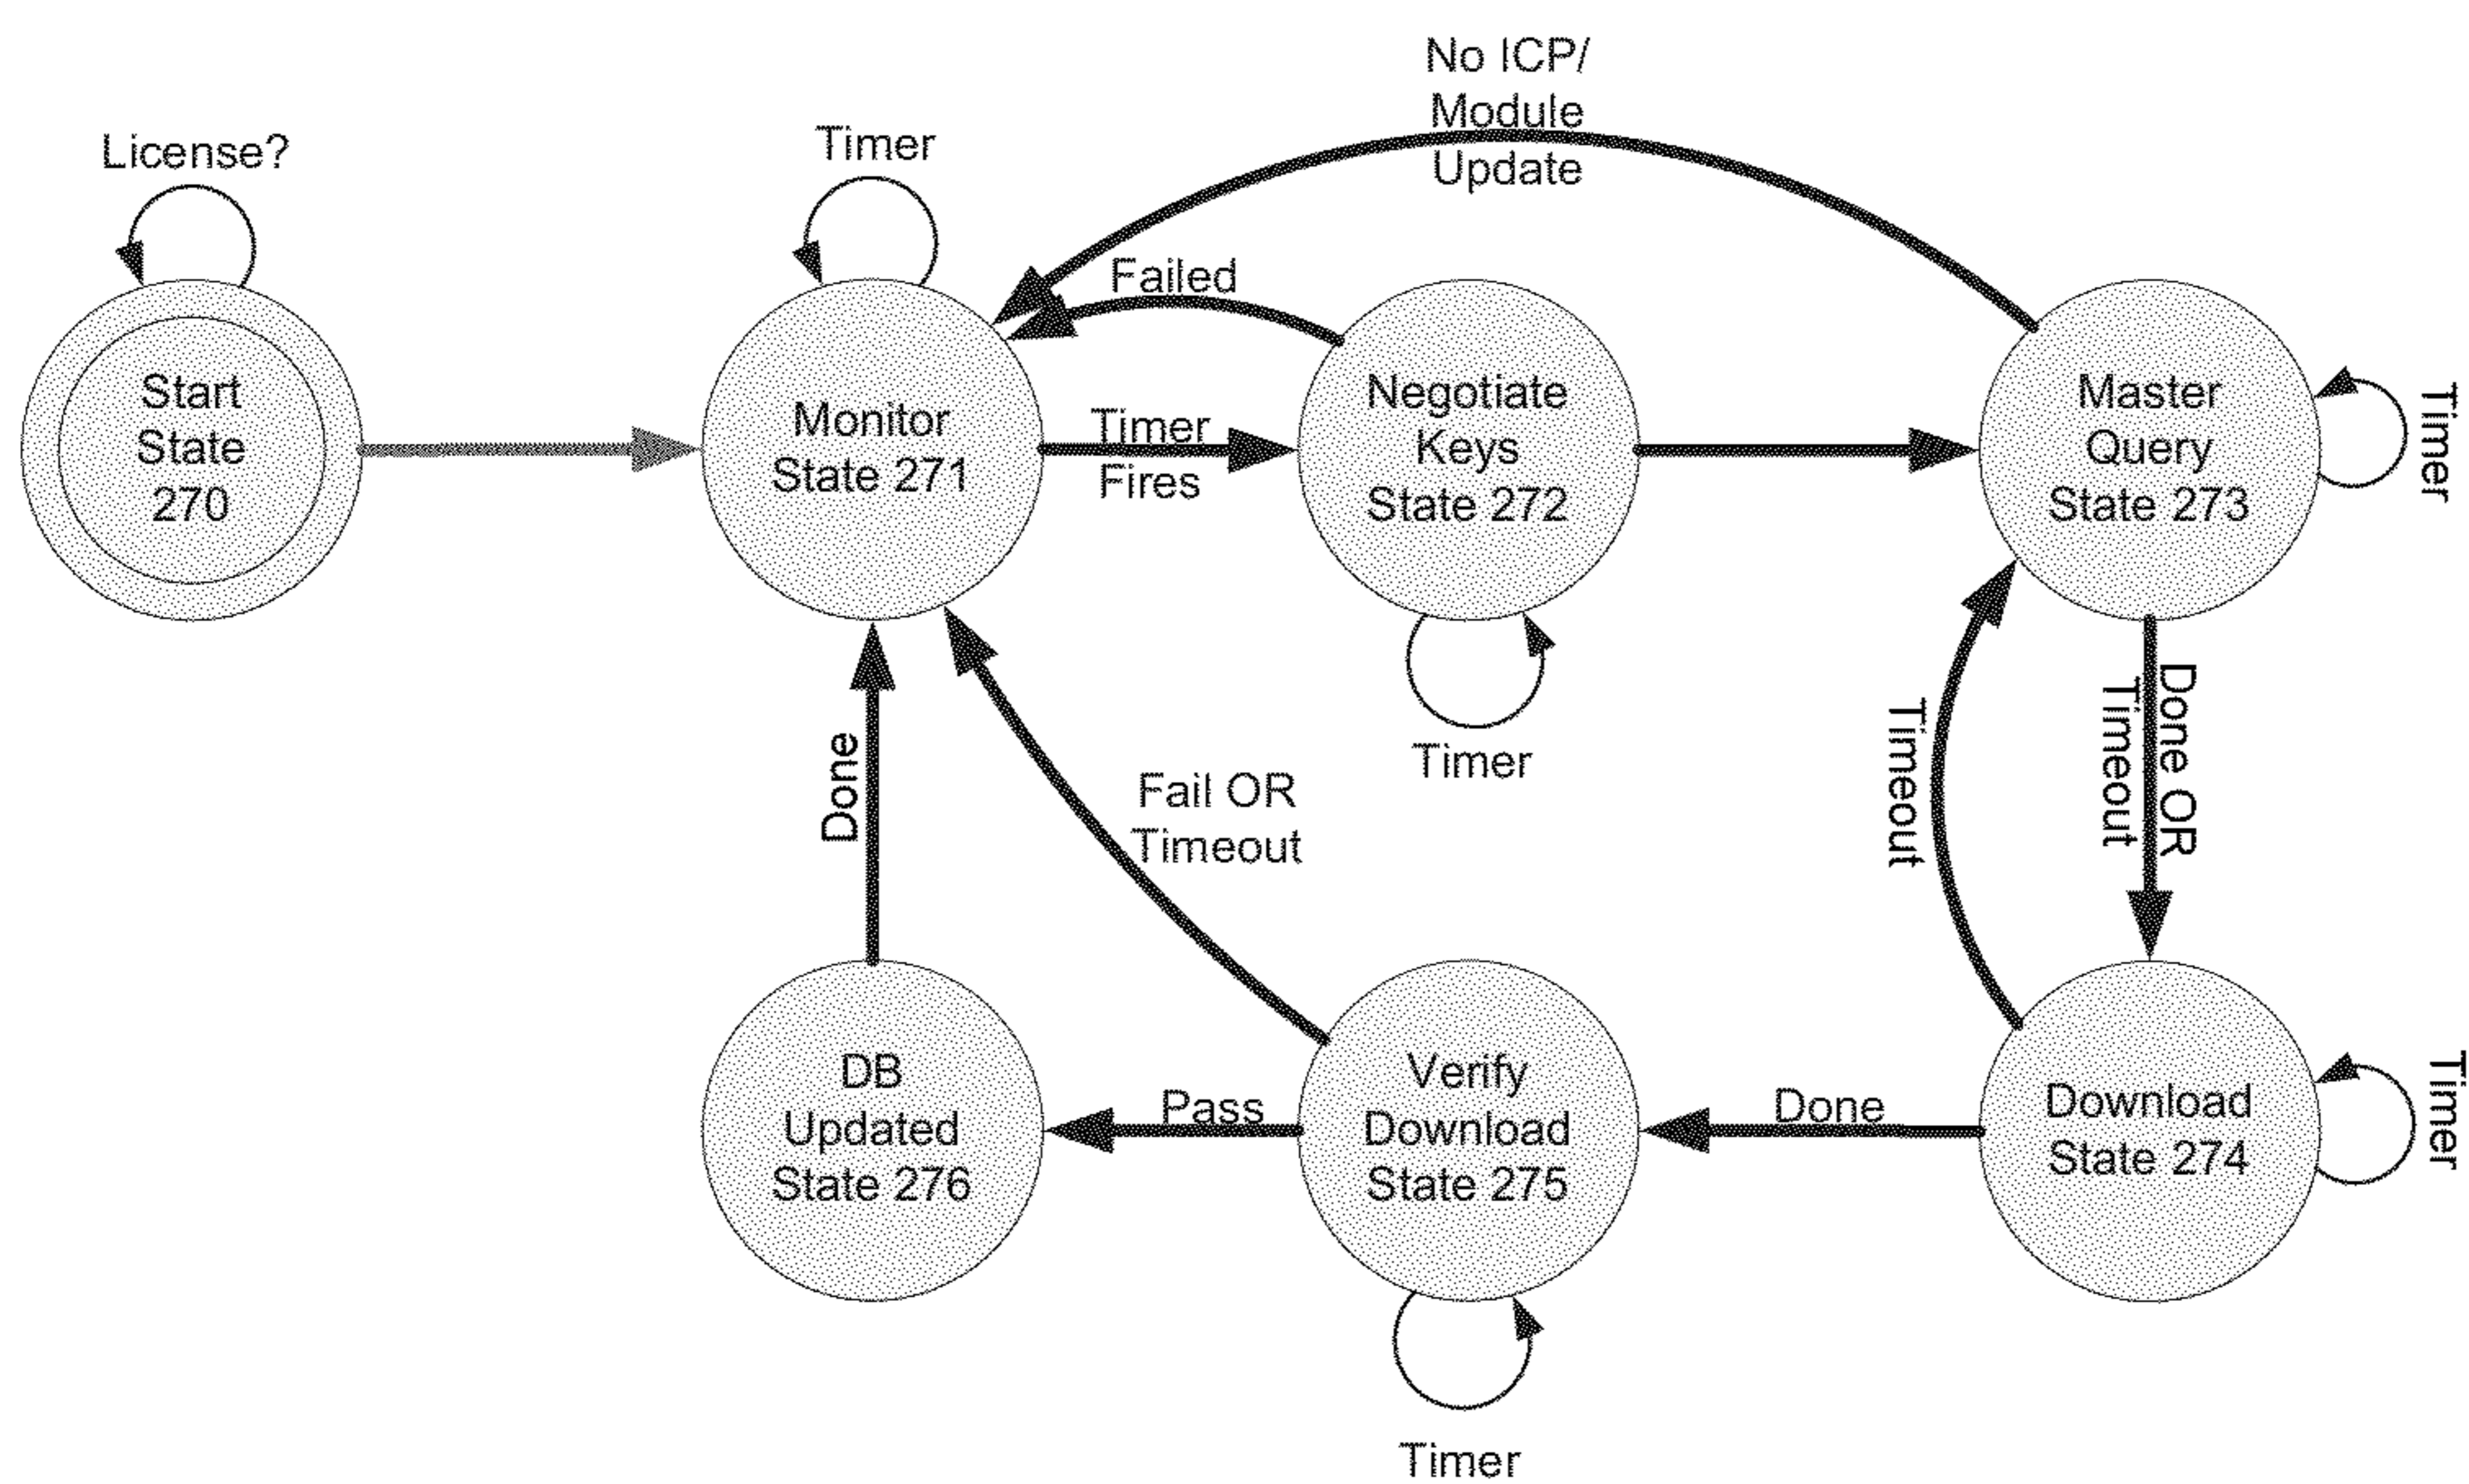 No ICP/
Module
Update
License?
Timer
Failed
Start
State
270
Monitor
State 271
Timer
Fires
Negotiate
Keys
State 272
Master
Query
State 273
Timer
Timer
Done
Fail OR
Timeout
Timeout
Done OR
Timeout
DB
Updated
State 276
Pass
Verify
Download
State 275
Done
Download
State 274
Timer
Timer